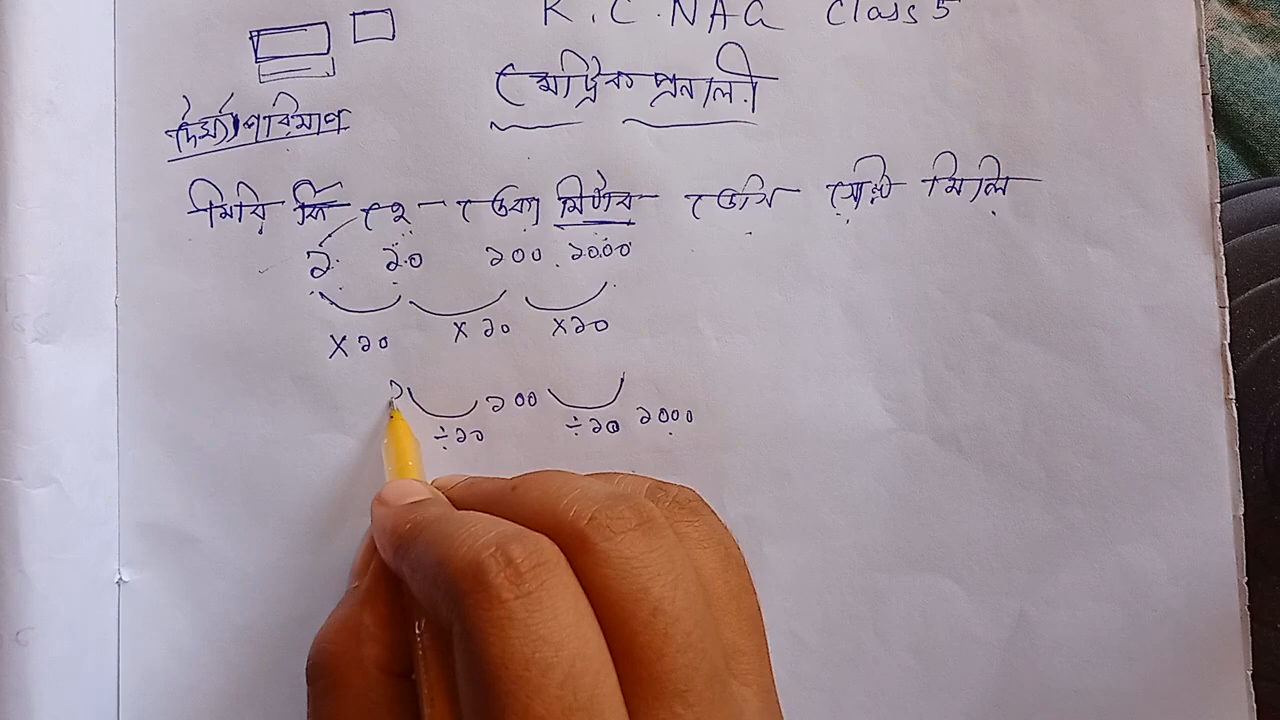 K.C.NAG Class 5
মেট্রিক প্রনালী
দৈর্ঘ্য পরিমাপ
মিরি কি হে ডেকা মিটার ডেসি সেন্টি মিলি
১ ১০ ১০০ ১০০০
X ১০ X ১০ X ১০
১ ১০০ ১০০০
÷১০ ÷১০